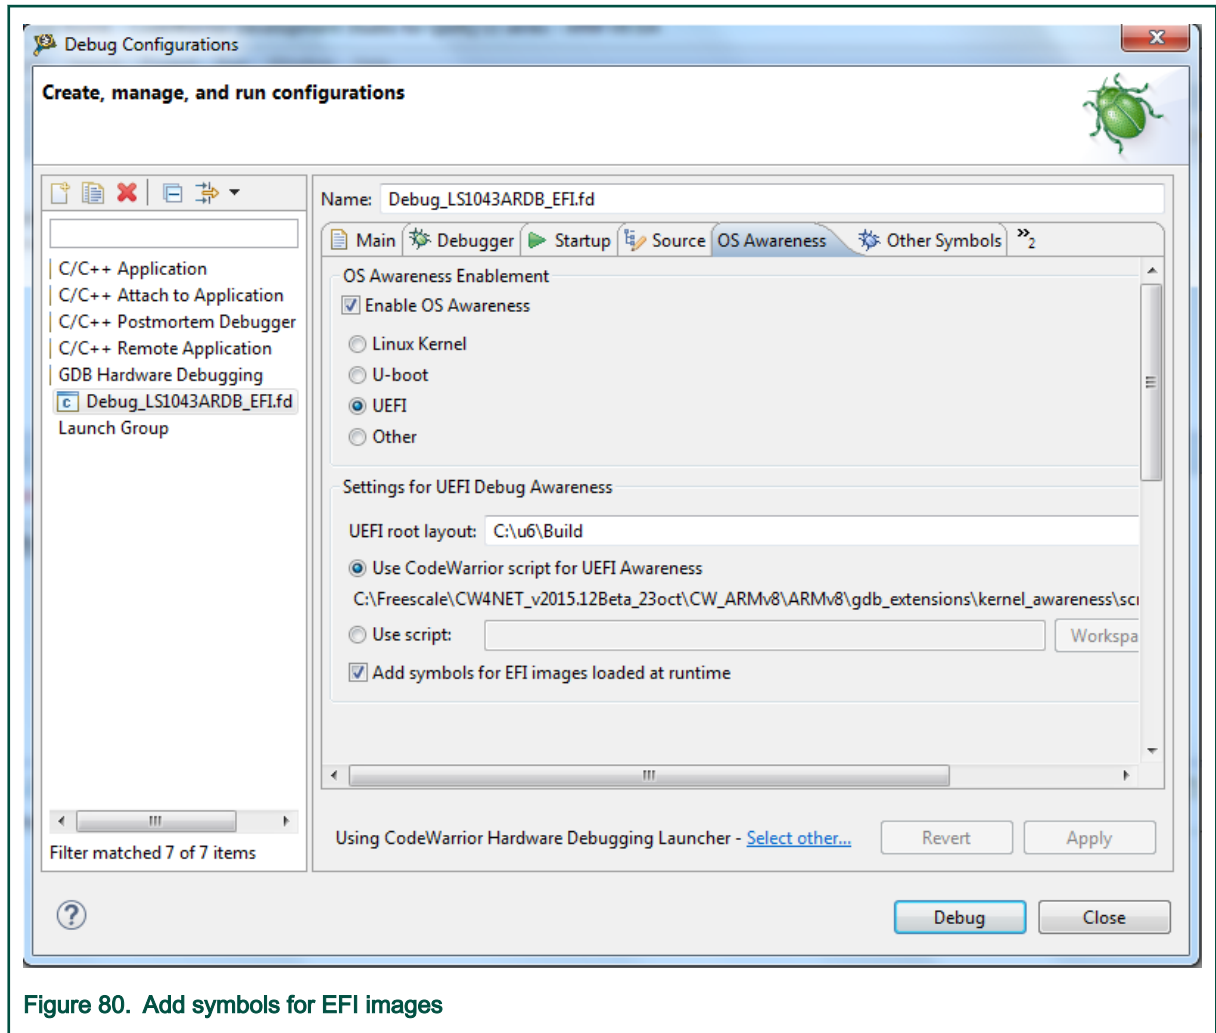 Debug Configurations
X
Create, manage, and run configurations
Name: Debug_LS1043ARDB_EFI.fd
Main Debugger Startup Source OS Awareness Other Symbols »2
C/C++ Application
C/C++ Attach to Application
C/C++ Postmortem Debugger
C/C++ Remote Application
GDB Hardware Debugging
Debug_LS1043ARDB_EFI.fd
Launch Group
OS Awareness Enablement
Enable OS Awareness
Linux Kernel
U-boot
UEFI
Other
Settings for UEFI Debug Awareness
UEFI root layout: C:\u6\Build
Use CodeWarrior script for UEFI Awareness
C:\Freescale\CW4NET_v2015.12Beta_23oct\CW_ARMv8\ARMv8\gdb_extensions\kernel_awareness\scr
Use script: Workspa
Add symbols for EFI images loaded at runtime
Filter matched 7 of 7 items
Using CodeWarrior Hardware Debugging Launcher - Select other... Revert Apply
? Debug Close
Figure 80. Add symbols for EFI images